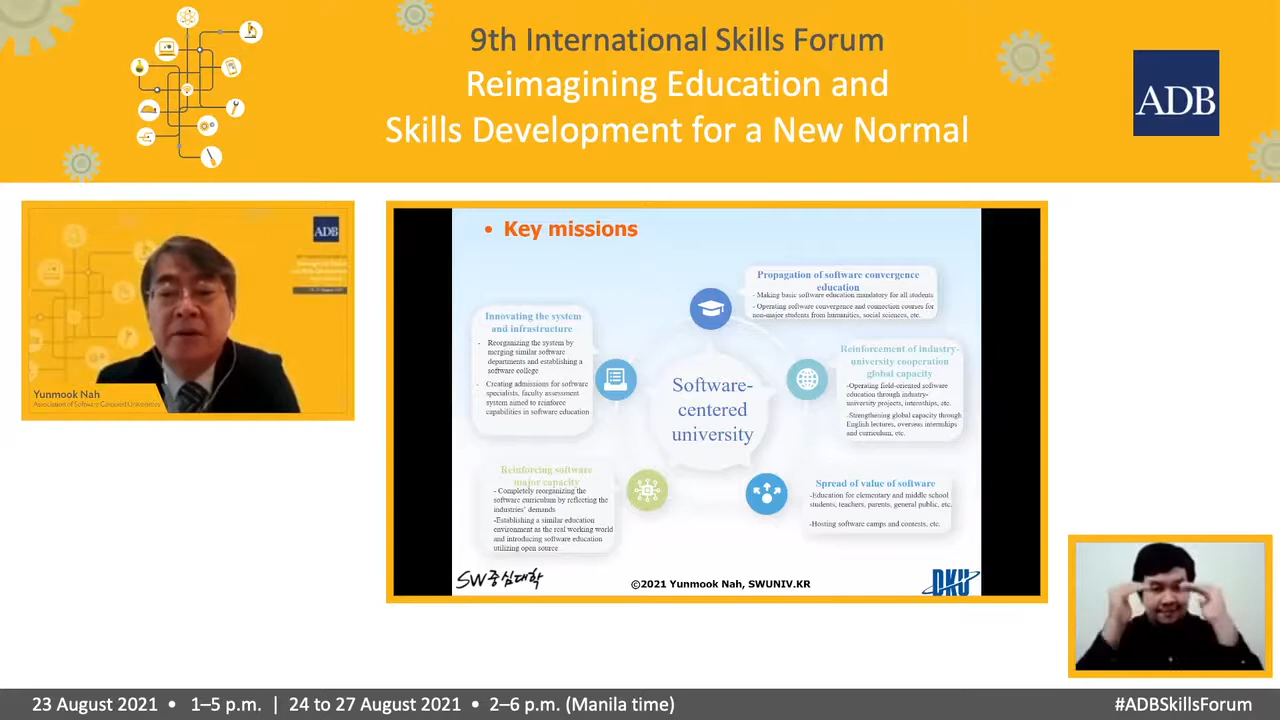 9th International Skills Forum
Reimagining Education and
Skills Development for a New Normal
ADB
ADB
Yunmook Nah
Association of Software-Centered Universities
• Key missions
Propagation of software convergence
education
- Making basic software education mandatory for all students
- Operating software convergence and connection courses for
non-major students from humanities, social sciences, etc.
Innovating the system
and infrastructure
- Reorganizing the system by
merging similar software
departments and establishing a
software college
- Creating admissions for software
specialists, faculty assessment
system aimed to reinforce
capabilities in software education
Software-
centered
university
Reinforcement of industry-
university cooperation
global capacity
-Operating field-oriented software
education through industry-
university projects, internships, etc.
-Strengthening global capacity through
English lectures, overseas internships
and curriculum, etc.
Reinforcing software
major capacity
- Completely reorganizing the
software curriculum by reflecting the
industries' demands
-Establishing a similar education
environment as the real working world
and introducing software education
utilizing open source
Spread of value of software
-Education for elementary and middle school
students, teachers, parents, general public, etc.
-Hosting software camps and contests, etc.
SW중심대학
©2021 Yunmook Nah, SWUNIV.KR
DKU
23 August 2021 • 1–5 p.m. | 24 to 27 August 2021 • 2–6 p.m. (Manila time)
#ADBSkillsForum